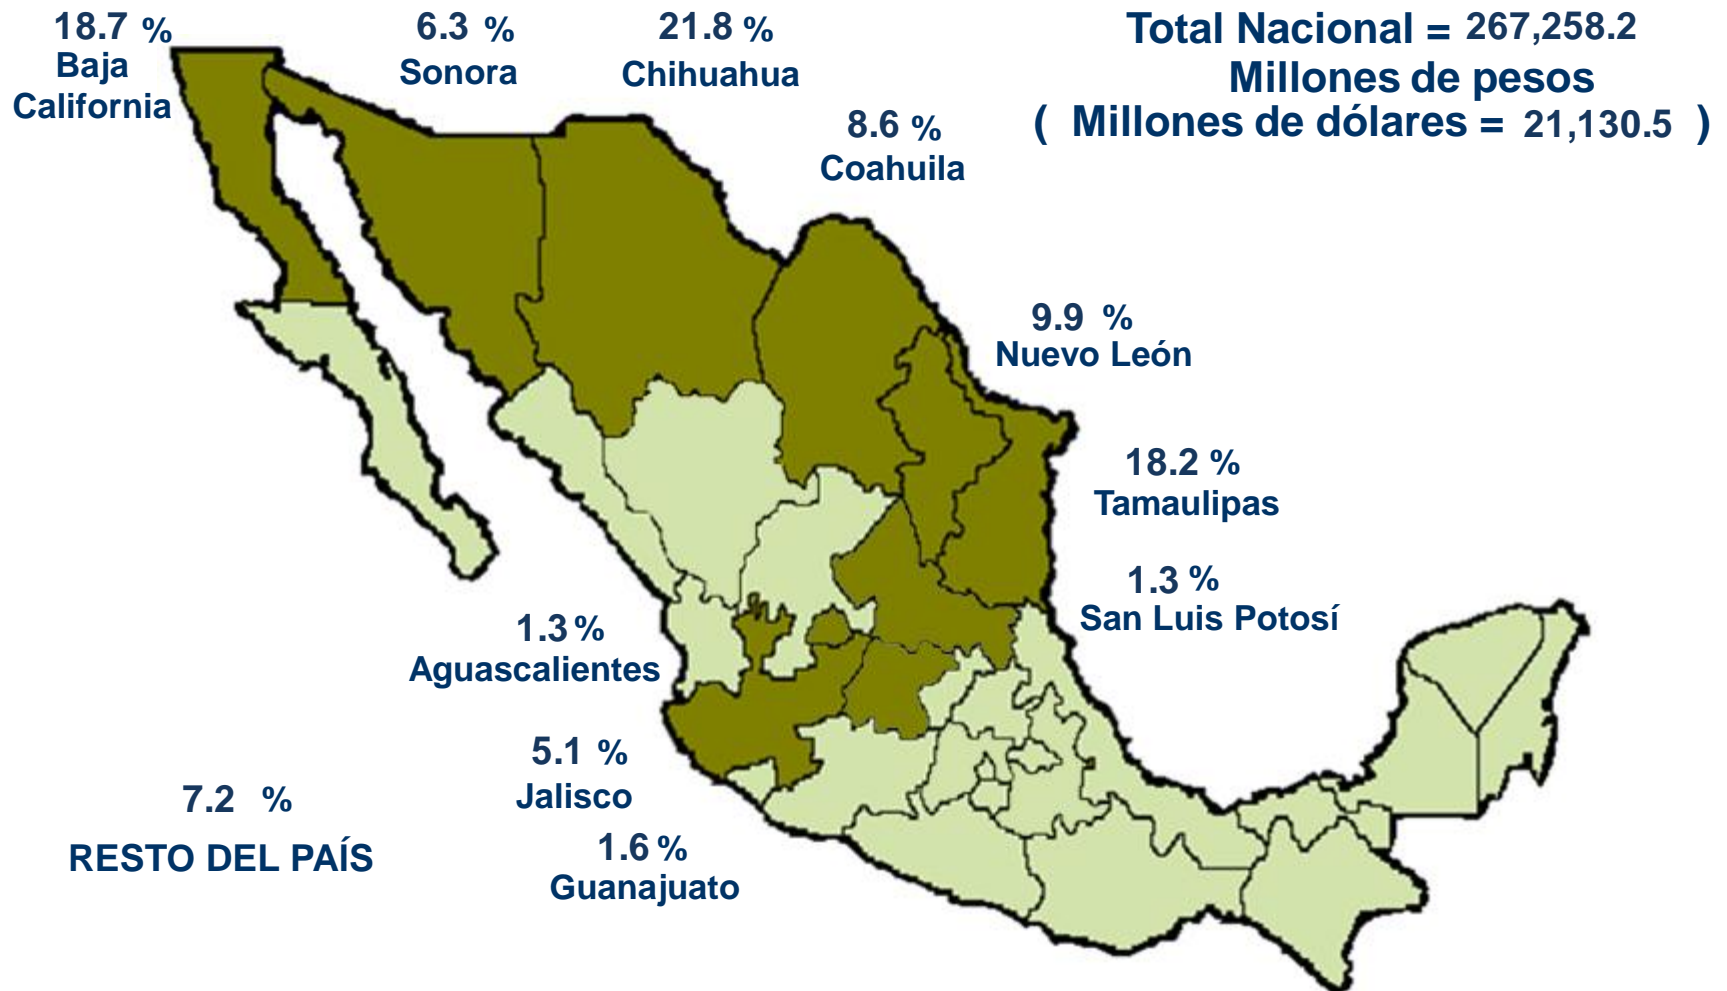 18.7 %
Baja
California
6.3 %
Sonora
21.8 %
Chihuahua
Total Nacional = 267,258.2
Millones de pesos
( Millones de dólares = 21,130.5 )
8.6 %
Coahuila
9.9 %
Nuevo León
18.2 %
Tamaulipas
1.3 %
San Luis Potosí
1.3 %
Aguascalientes
5.1 %
Jalisco
7.2 %
RESTO DEL PAÍS
1.6 %
Guanajuato